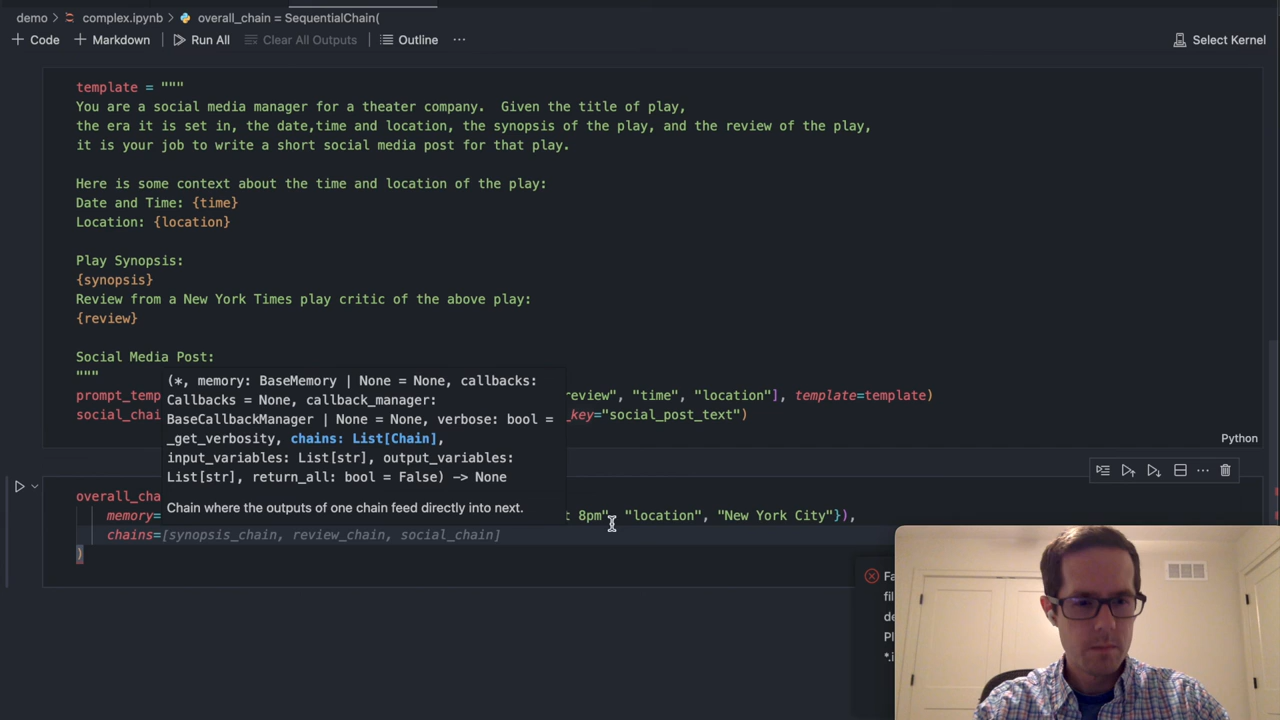 demo > complex.ipynb > overall_chain = SequentialChain(
+ Code + Markdown Run All Clear All Outputs Outline ... Select Kernel
template = """
You are a social media manager for a theater company.  Given the title of play,
the era it is set in, the date,time and location, the synopsis of the play, and the review of the play,
it is your job to write a short social media post for that play.
Here is some context about the time and location of the play:
Date and Time: {time}
Location: {location}
Play Synopsis:
{synopsis}
Review from a New York Times play critic of the above play:
{review}
Social Media Post:
"""
(*, memory: BaseMemory | None = None, callbacks:
prompt_temp Callbacks = None, callback_manager: eview", "time", "location"], template=template)
social_chai BaseCallbackManager | None = None, verbose: bool = _key="social_post_text")
_get_verbosity, chains: List[Chain], Python
input_variables: List[str], output_variables:
List[str], return_all: bool = False) -> None
overall_cha Chain where the outputs of one chain feed directly into next.
memory= t 8pm", "location", "New York City"}),
chains=[synopsis_chain, review_chain, social_chain]
)
Fa
fil
de
Pl
*.i